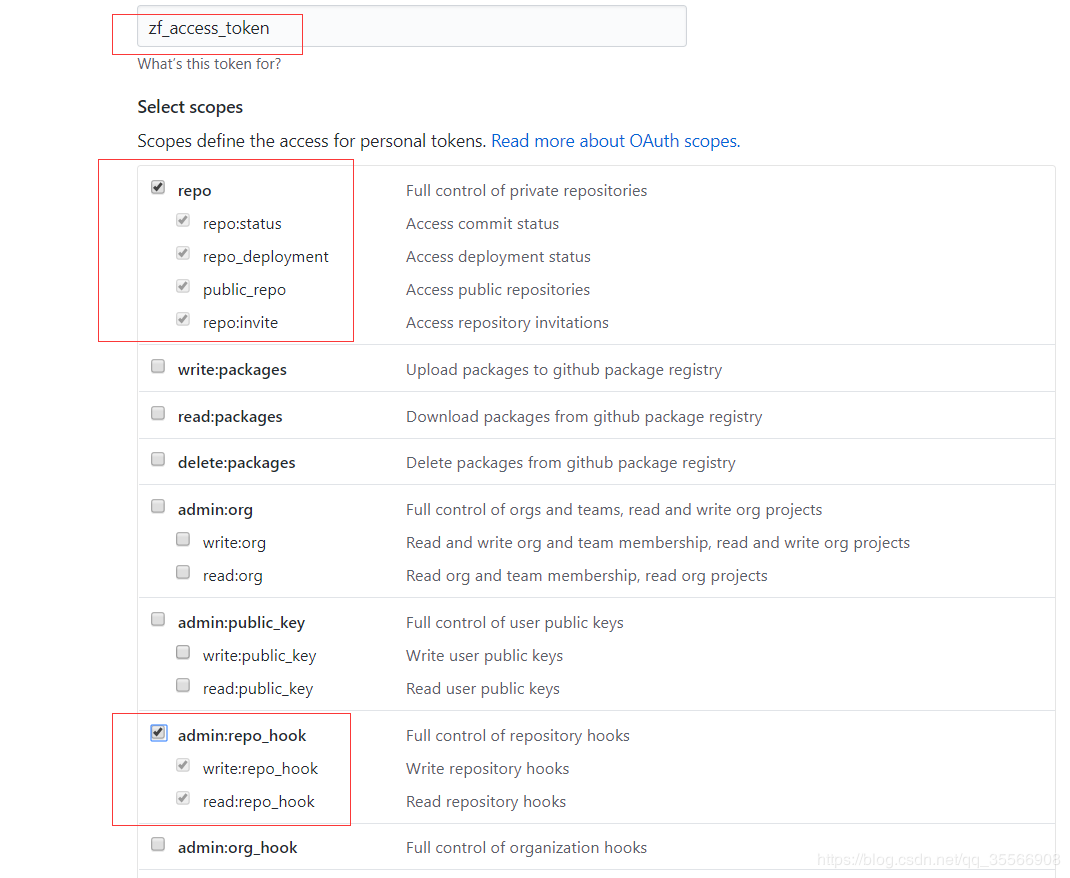 zf_access_token
What's this token for?
Select scopes
Scopes define the access for personal tokens. Read more about OAuth scopes.
repo Full control of private repositories
repo:status Access commit status
repo_deployment Access deployment status
public_repo Access public repositories
repo:invite Access repository invitations
write:packages Upload packages to github package registry
read:packages Download packages from github package registry
delete:packages Delete packages from github package registry
admin:org Full control of orgs and teams, read and write org projects
write:org Read and write org and team membership, read and write org projects
read:org Read org and team membership, read org projects
admin:public_key Full control of user public keys
write:public_key Write user public keys
read:public_key Read user public keys
admin:repo_hook Full control of repository hooks
write:repo_hook Write repository hooks
read:repo_hook Read repository hooks
admin:org_hook Full control of organization hooks
https://blog.csdn.net/qq_35566908